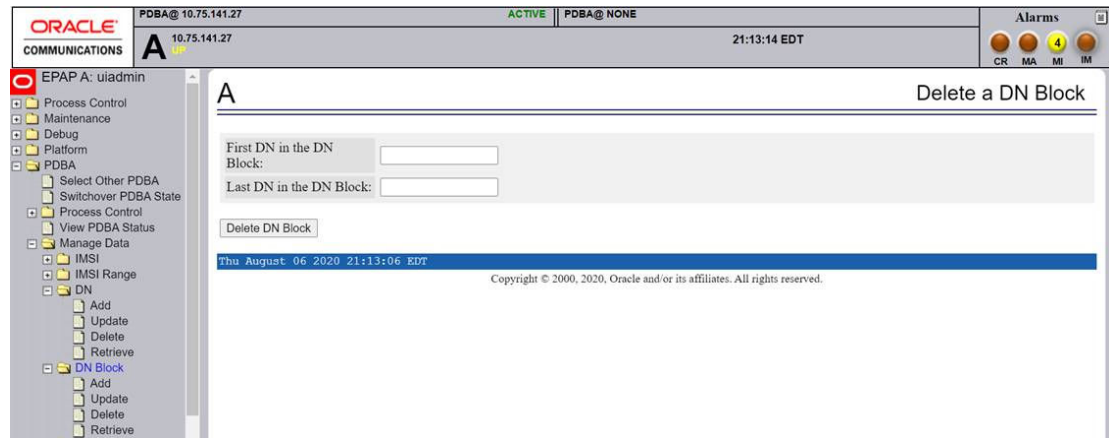 ORACLE
COMMUNICATIONS
PDBA@ 10.75.141.27 ACTIVE
PDBA@ NONE
A 10.75.141.27
UP
21:13:14 EDT
Alarms
4
CR MA MI IM
EPAP A: uiadmin
Process Control
Maintenance
Debug
Platform
PDBA
Select Other PDBA
Switchover PDBA State
Process Control
View PDBA Status
Manage Data
IMSI
IMSI Range
DN
Add
Update
Delete
Retrieve
DN Block
Add
Update
Delete
Retrieve
A
Delete a DN Block
First DN in the DN
Block:
Last DN in the DN Block:
Delete DN Block
Thu August 06 2020 21:13:06 EDT
Copyright © 2000, 2020, Oracle and/or its affiliates. All rights reserved.